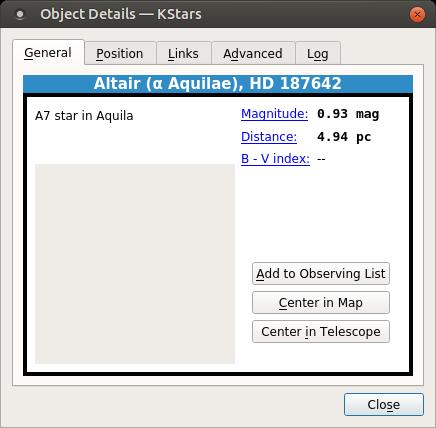 Object Details — KStars
General Position Links Advanced Log
Altair (α Aquilae), HD 187642
A7 star in Aquila
Magnitude: 0.93 mag
Distance: 4.94 pc
B - V index: --
Add to Observing List
Center in Map
Center in Telescope
Close